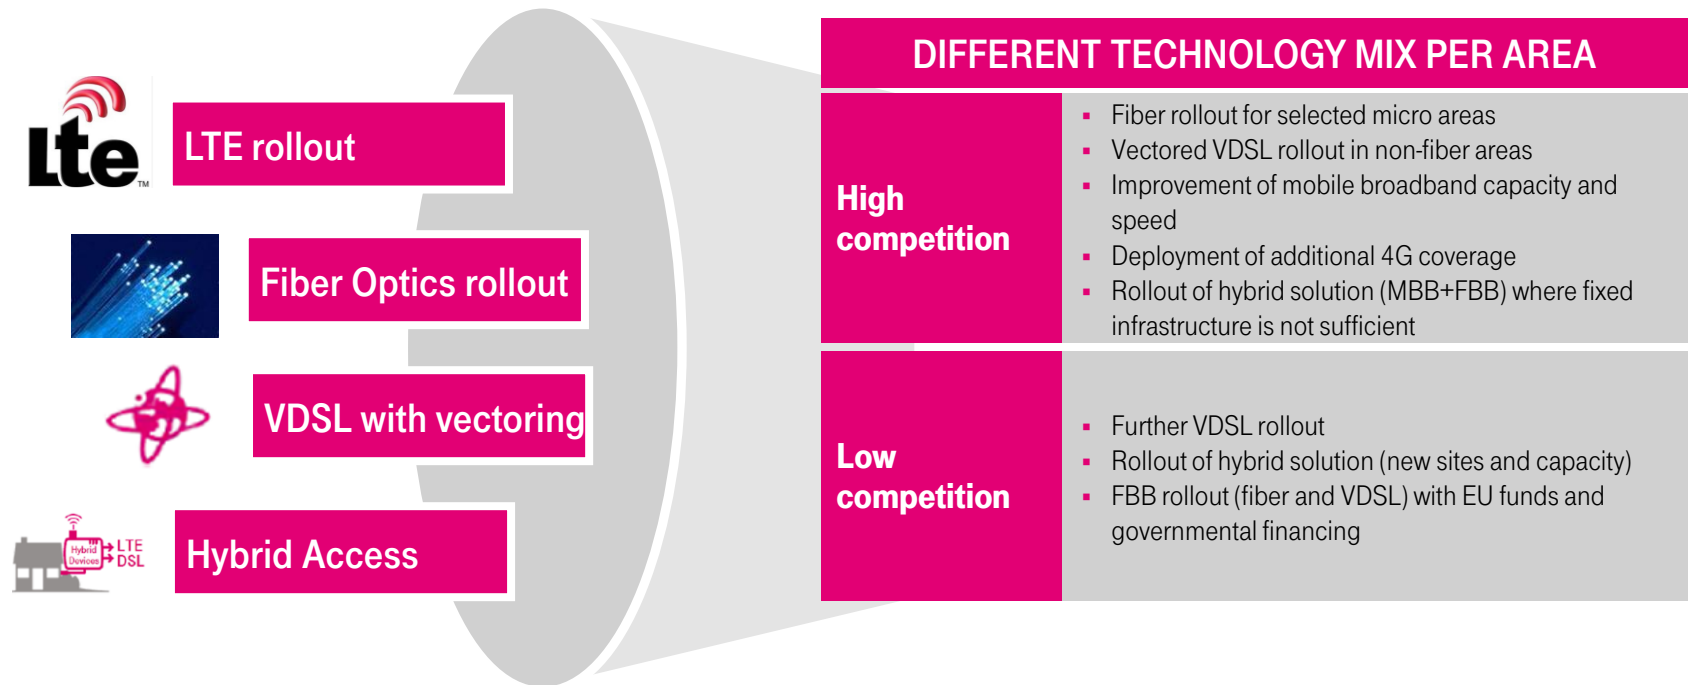 Lte
TM
LTE rollout
Fiber Optics rollout
VDSL with vectoring
Hybrid
Devices
LTE
DSL
Hybrid Access
DIFFERENT TECHNOLOGY MIX PER AREA
High
competition
▪ Fiber rollout for selected micro areas
▪ Vectored VDSL rollout in non-fiber areas
▪ Improvement of mobile broadband capacity and
speed
▪ Deployment of additional 4G coverage
▪ Rollout of hybrid solution (MBB+FBB) where fixed
infrastructure is not sufficient
Low
competition
▪ Further VDSL rollout
▪ Rollout of hybrid solution (new sites and capacity)
▪ FBB rollout (fiber and VDSL) with EU funds and
governmental financing